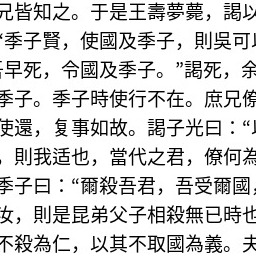 兄皆知之。于是王壽夢薨，謁以
“季子賢，使國及季子，則吳可以
吾早死，令國及季子。”謁死，余
季子。季子時使行不在。庶兄僚
使還，复事如故。謁子光曰：“以
，則我适也，當代之君，僚何為
季子曰：“爾殺吾君，吾受爾國，
汝，則是昆弟父子相殺無已時也
不殺為仁，以其不取國為義。夫